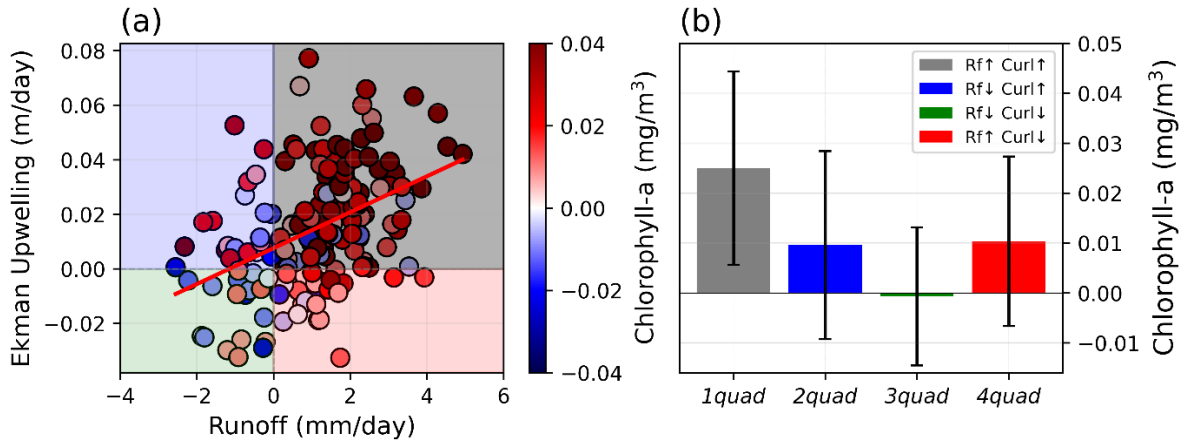 (a)
Ekman Upwelling (m/day)
0.08
0.06
0.04
0.02
0.00
−0.02
−4
−2
0
2
4
6
Runoff (mm/day)
0.04
0.02
0.00
−0.02
−0.04
Chlorophyll-a (mg/m³)
(b)
Rf↑ Curl↑
Rf↓ Curl↑
Rf↓ Curl↓
Rf↑ Curl↓
1quad
2quad
3quad
4quad
0.05
0.04
0.03
0.02
0.01
0.00
−0.01
Chlorophyll-a (mg/m³)